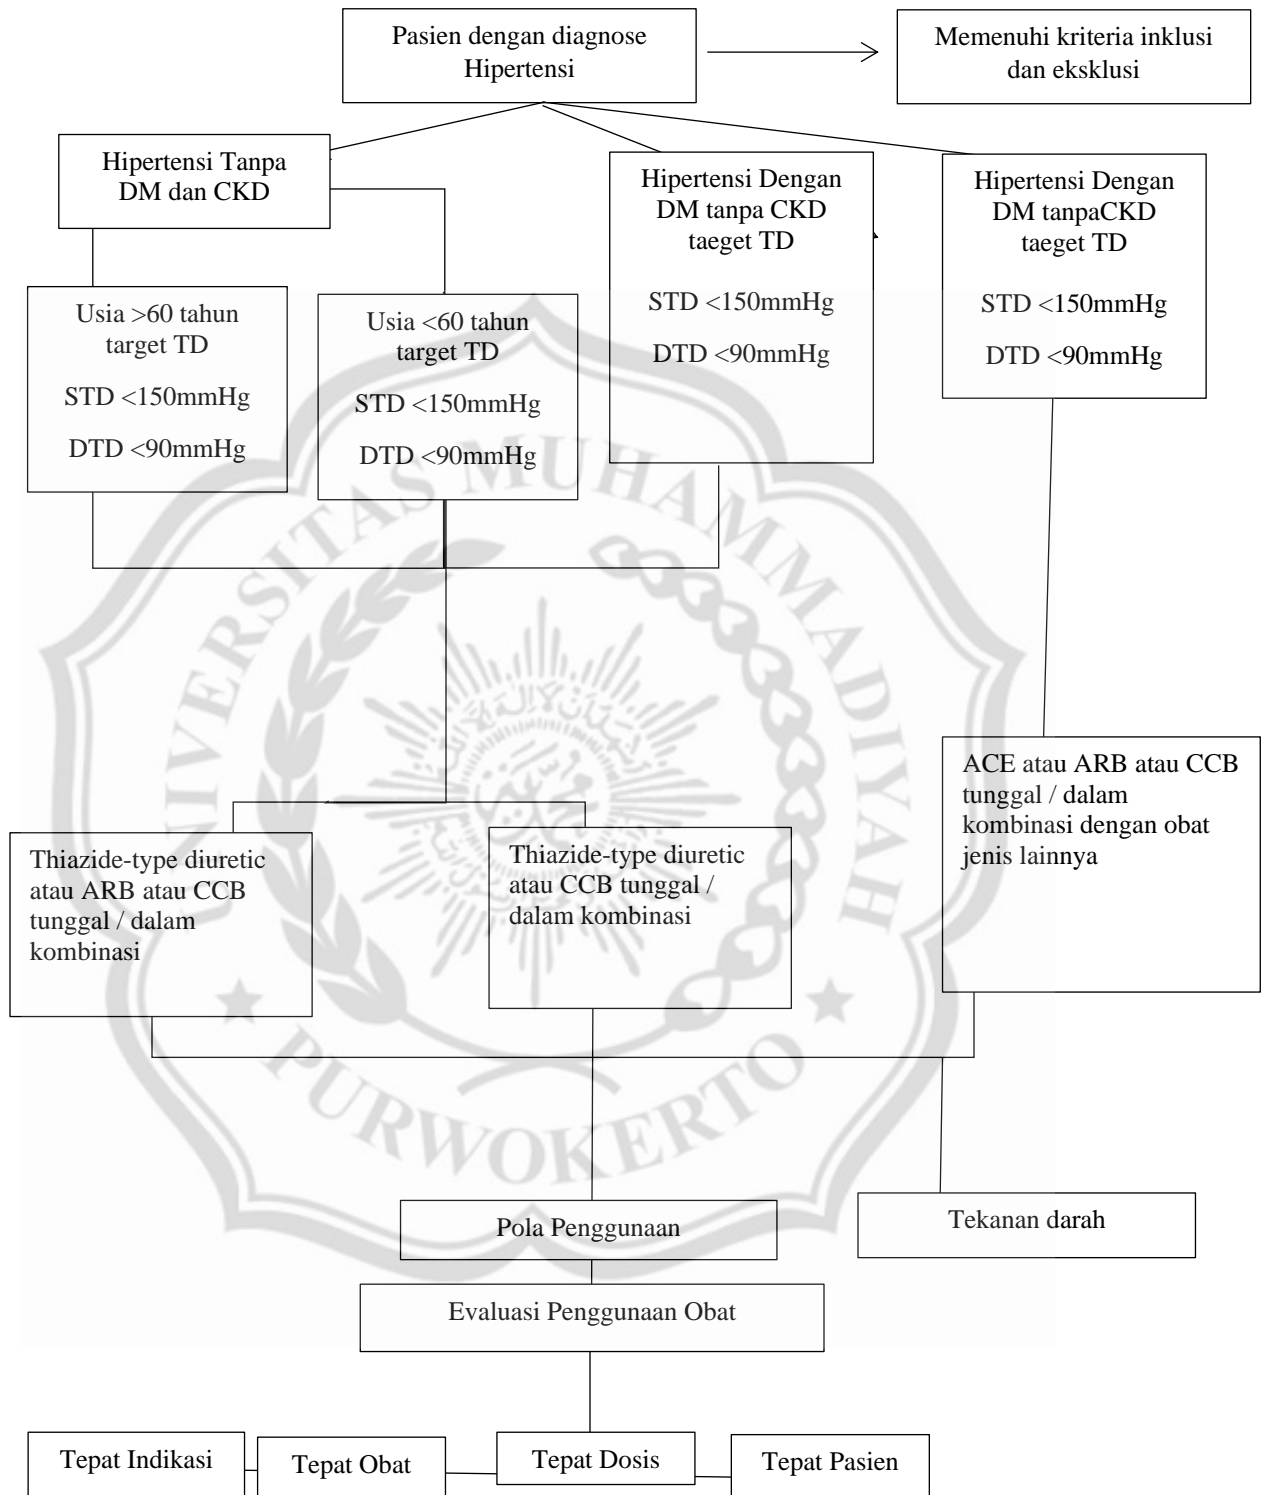 Pasien dengan diagnose
Hipertensi
Memenuhi kriteria inklusi
dan eksklusi
Hipertensi Tanpa
DM dan CKD
Hipertensi Dengan
DM tanpa CKD
taeget TD
STD <150mmHg
DTD <90mmHg
Hipertensi Dengan
DM tanpaCKD
taeget TD
STD <150mmHg
DTD <90mmHg
Usia >60 tahun
target TD
STD <150mmHg
DTD <90mmHg
Usia <60 tahun
target TD
STD <150mmHg
DTD <90mmHg
UNIVERSITAS MUHAMMADIYAH
PURWOKERTO
Thiazide-type diuretic
atau ARB atau CCB
tunggal / dalam
kombinasi
Thiazide-type diuretic
atau CCB tunggal /
dalam kombinasi
ACE atau ARB atau CCB
tunggal / dalam
kombinasi dengan obat
jenis lainnya
Pola Penggunaan
Tekanan darah
Evaluasi Penggunaan Obat
Tepat Indikasi
Tepat Obat
Tepat Dosis
Tepat Pasien